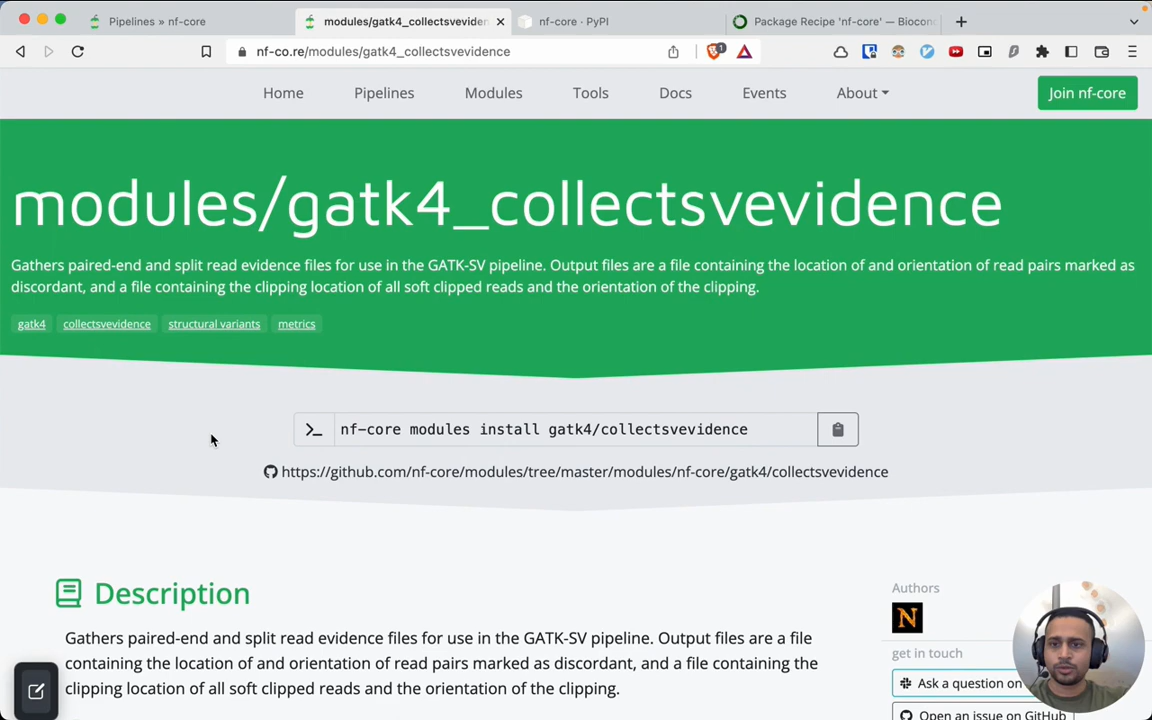 Pipelines » nf-core
modules/gatk4_collectsveviden
nf-core · PyPI
Package Recipe 'nf-core' — Biocon
nf-co.re/modules/gatk4_collectsvevidence
1
Home
Pipelines
Modules
Tools
Docs
Events
About
Join nf-core
modules/gatk4_collectsvevidence
Gathers paired-end and split read evidence files for use in the GATK-SV pipeline. Output files are a file containing the location of and orientation of read pairs marked as
discordant, and a file containing the clipping location of all soft clipped reads and the orientation of the clipping.
gatk4
collectsvevidence
structural variants
metrics
nf-core modules install gatk4/collectsvevidence
https://github.com/nf-core/modules/tree/master/modules/nf-core/gatk4/collectsvevidence
Description
Gathers paired-end and split read evidence files for use in the GATK-SV pipeline. Output files are a file
containing the location of and orientation of read pairs marked as discordant, and a file containing the
clipping location of all soft clipped reads and the orientation of the clipping.
Authors
N
get in touch
Ask a question on
Open an issue on GitHub